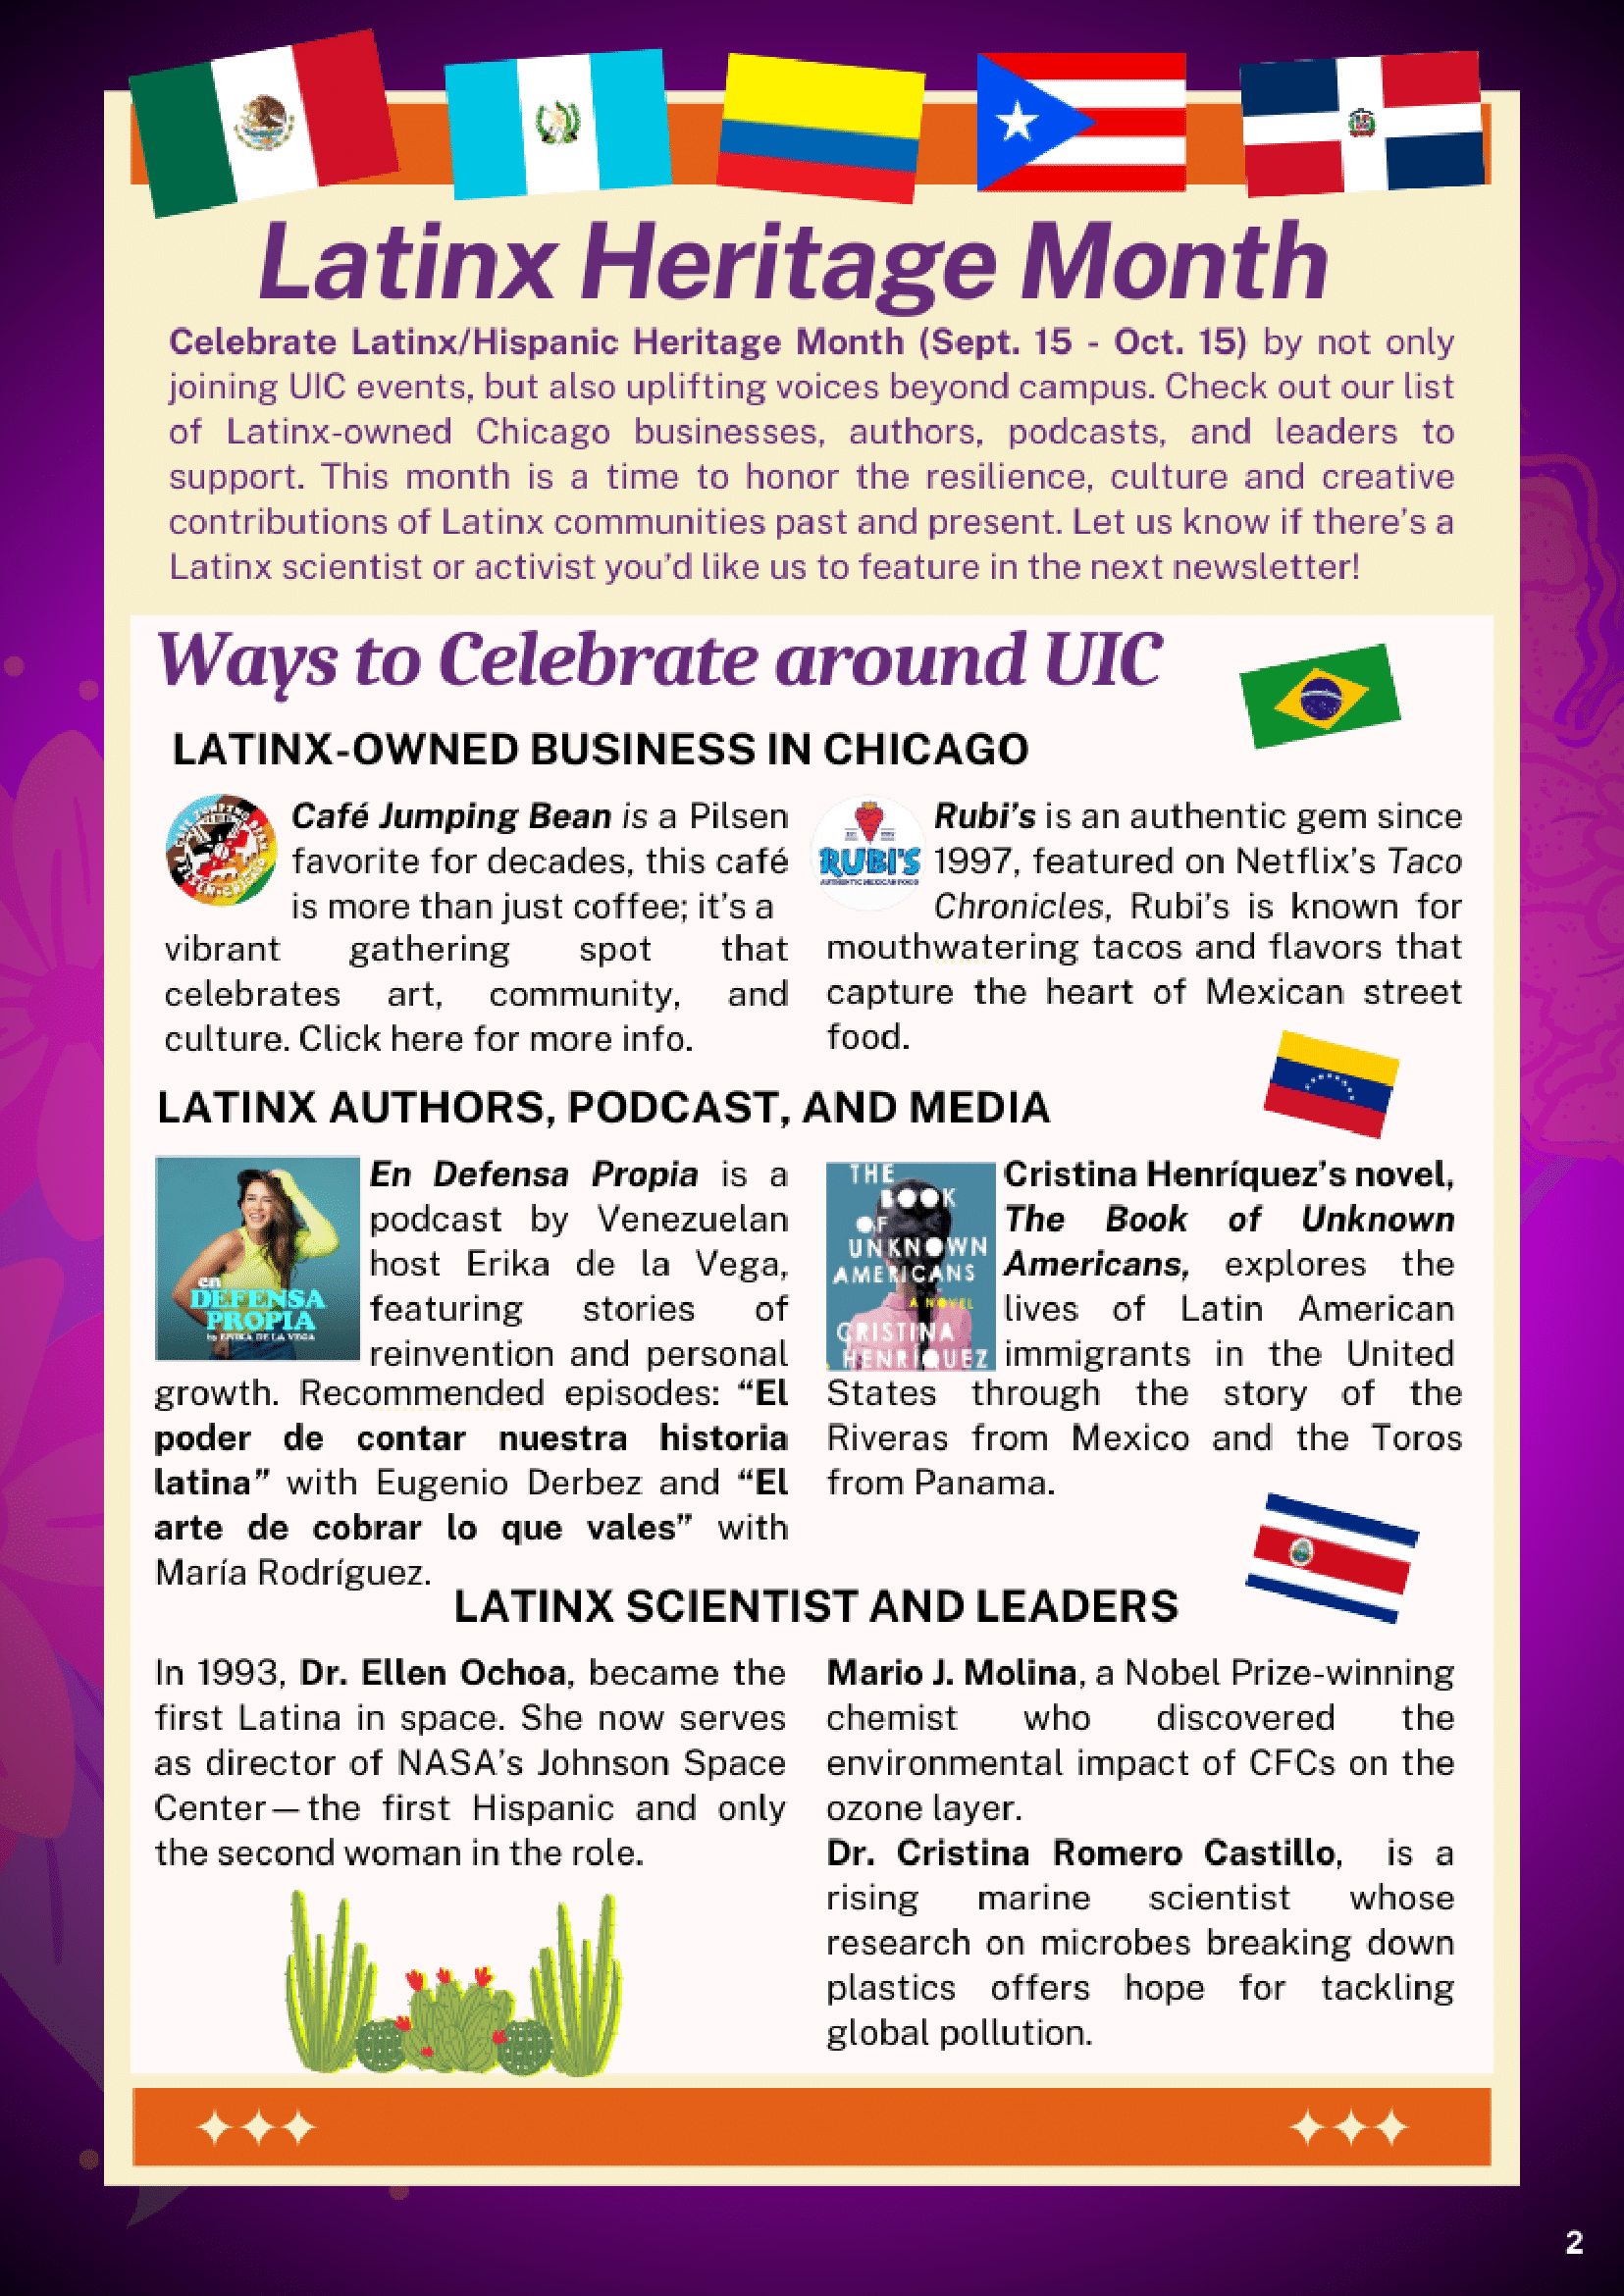 Latinx Heritage Month
Celebrate Latinx/Hispanic Heritage Month (Sept. 15 - Oct. 15) by not only
joining UIC events, but also uplifting voices beyond campus. Check out our list
of Latinx-owned Chicago businesses, authors, podcasts, and leaders to
support. This month is a time to honor the resilience, culture and creative
contributions of Latinx communities past and present. Let us know if there's a
Latinx scientist or activist you'd like us to feature in the next newsletter!
Ways to Celebrate around UIC
LATINX-OWNED BUSINESS IN CHICAGO
Café Jumping Bean is a Pilsen
favorite for decades, this café
is more than just coffee; it's a
vibrant gathering spot that
celebrates art, community, and
culture. Click here for more info.
RUBI'S
AUTHENTIC MEXICAN FOOD
Rubi's is an authentic gem since
1997, featured on Netflix's Taco
Chronicles, Rubi's is known for
mouthwatering tacos and flavors that
capture the heart of Mexican street
food.
LATINX AUTHORS, PODCAST, AND MEDIA
en
DEFENSA
PROPIA
by ERIKA DE LA VEGA
En Defensa Propia is a
podcast by Venezuelan
host Erika de la Vega,
featuring stories of
reinvention and personal
growth. Recommended episodes: “El
poder de contar nuestra historia
latina” with Eugenio Derbez and “El
arte de cobrar lo que vales” with
María Rodríguez.
THE
BOOK
OF
UNKNOWN
AMERICANS
A NOVEL
CRISTINA
HENRÍQUEZ
Cristina Henríquez's novel,
The Book of Unknown
Americans, explores the
lives of Latin American
immigrants in the United
States through the story of the
Riveras from Mexico and the Toros
from Panama.
LATINX SCIENTIST AND LEADERS
In 1993, Dr. Ellen Ochoa, became the
first Latina in space. She now serves
as director of NASA's Johnson Space
Center—the first Hispanic and only
the second woman in the role.
Mario J. Molina, a Nobel Prize-winning
chemist who discovered the
environmental impact of CFCs on the
ozone layer.
Dr. Cristina Romero Castillo, is a
rising marine scientist whose
research on microbes breaking down
plastics offers hope for tackling
global pollution.
2